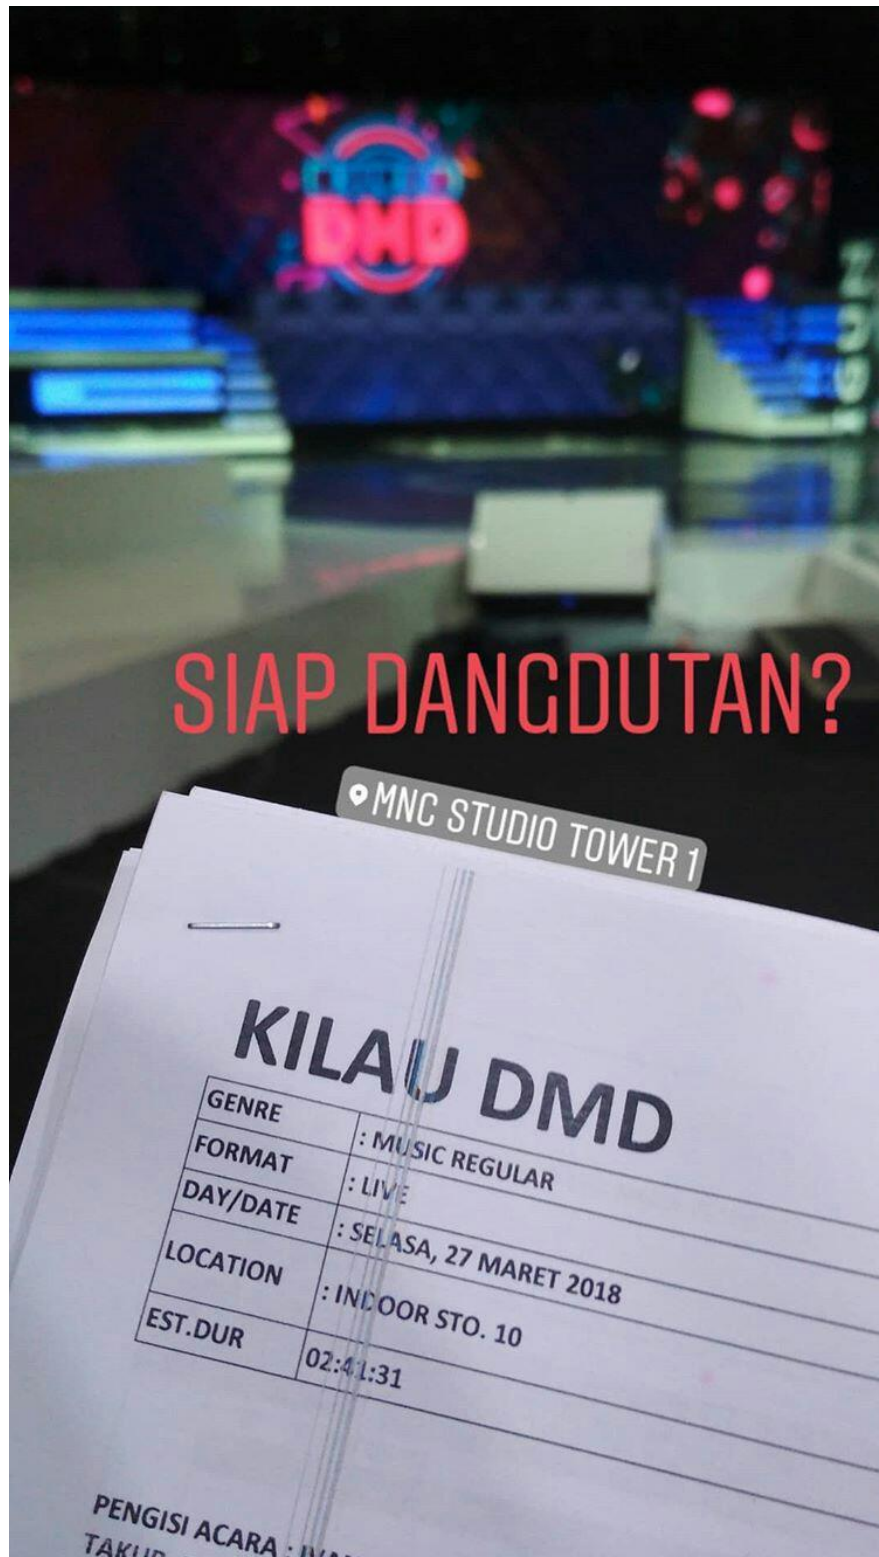 DMD
SIAP DANGDUTAN?
MNC STUDIO TOWER 1
KILAU DMD
GENRE : MUSIC REGULAR
FORMAT : LIVE
DAY/DATE : SELASA, 27 MARET 2018
LOCATION : INDOOR STO. 10
EST.DUR 02:41:31
PENGISI ACARA :